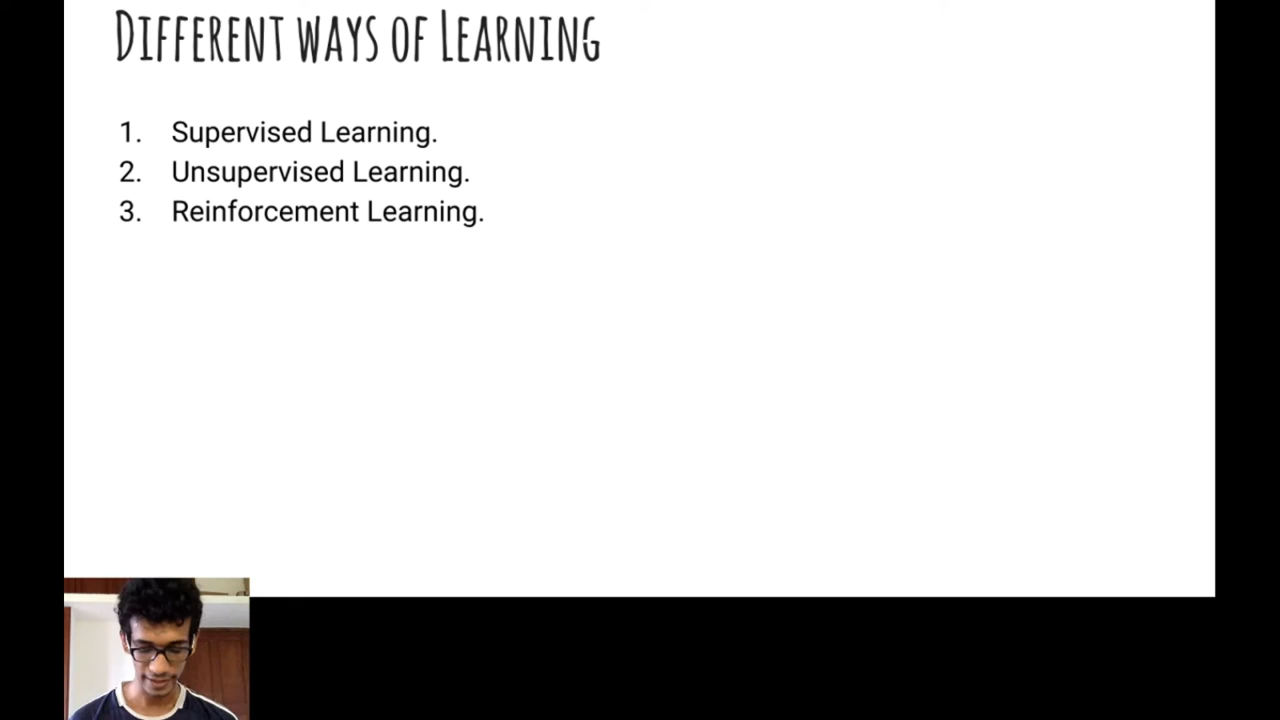 Different ways of Learning
1. Supervised Learning.
2. Unsupervised Learning.
3. Reinforcement Learning.